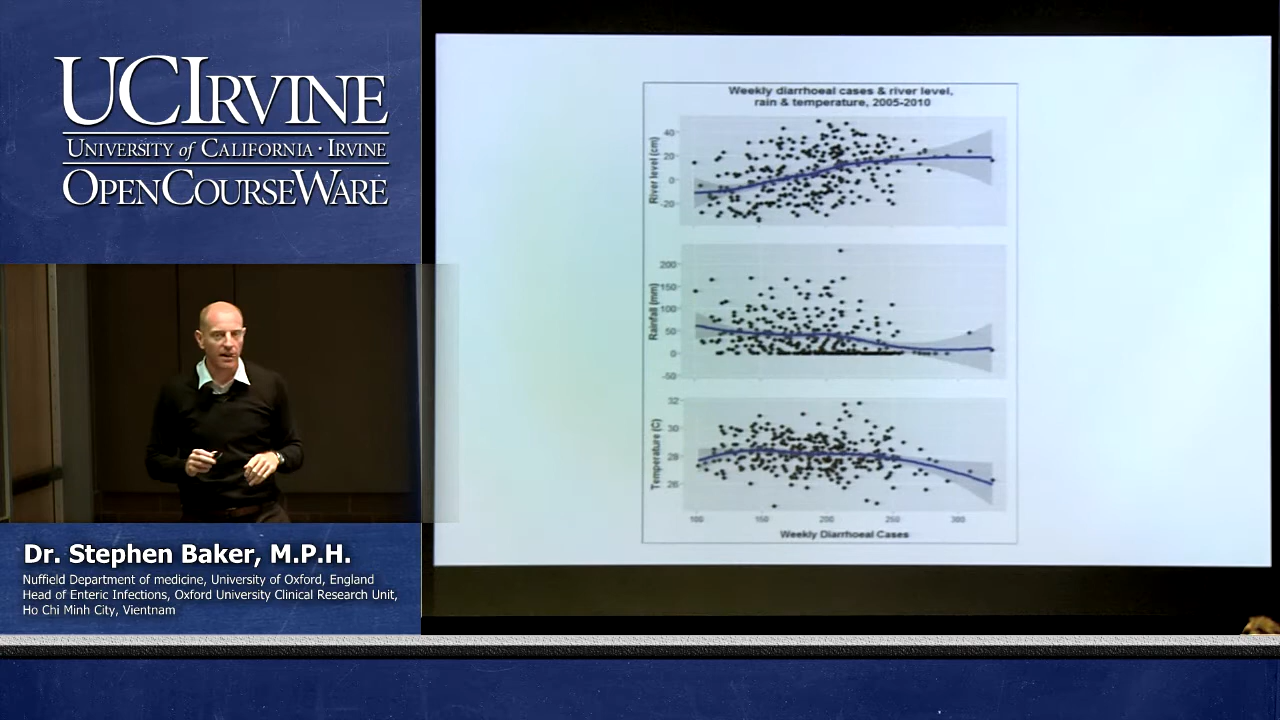 UCIRVINE
UNIVERSITY of CALIFORNIA · IRVINE
OPENCOURSEWARE
Dr. Stephen Baker, M.P.H.
Nuffield Department of medicine, University of Oxford, England
Head of Enteric Infections, Oxford University Clinical Research Unit,
Ho Chi Minh City, Vientnam
Weekly diarrhoeal cases & river level,
rain & temperature, 2005-2010
River level (cm)
40
20
0
-20
Rainfall (mm)
200
150
100
50
0
-50
Temperature (C)
32
30
28
26
100 150 200 250 300
Weekly Diarrhoeal Cases